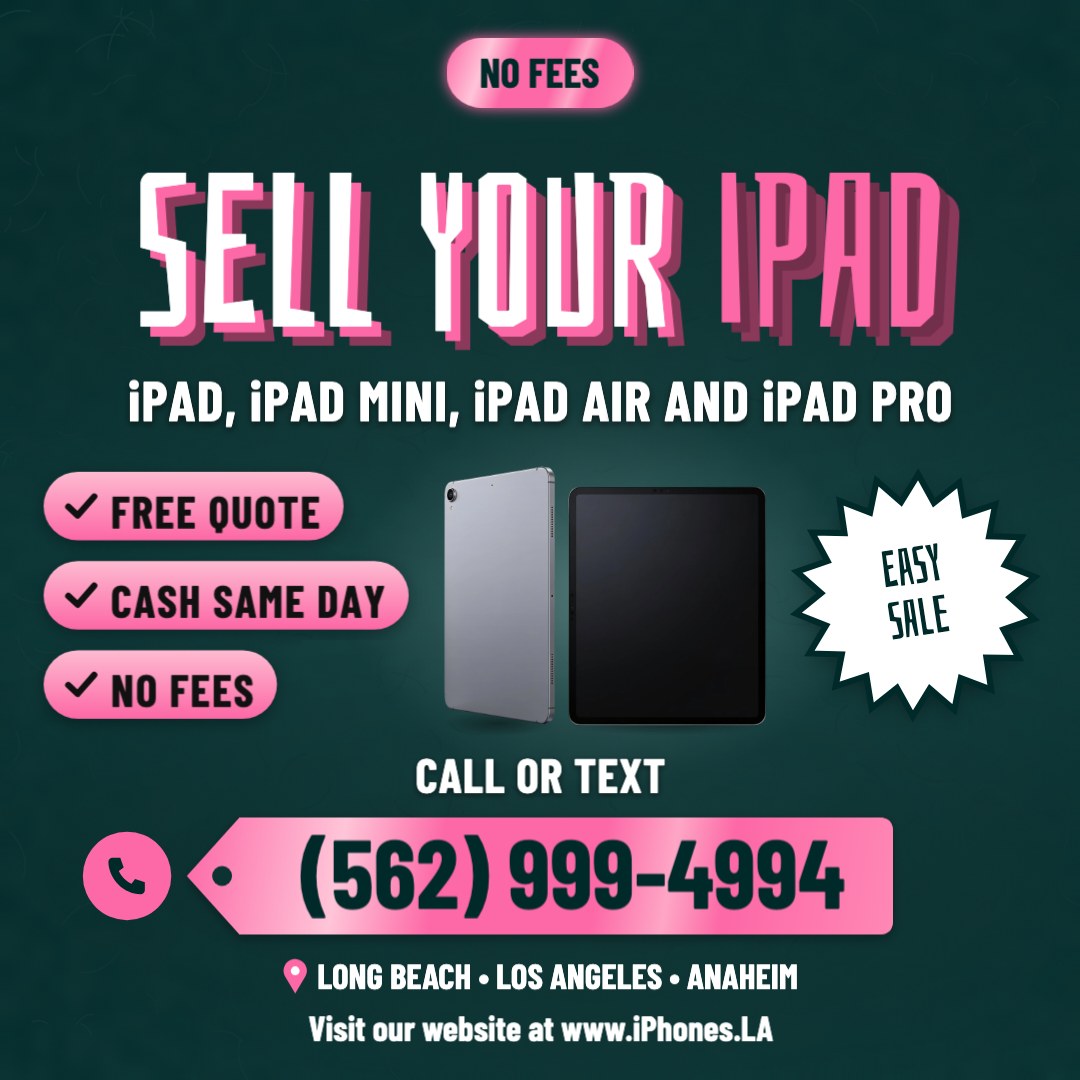 NO FEES
SELL YOUR IPAD
iPAD, iPAD MINI, iPAD AIR AND iPAD PRO
FREE QUOTE
CASH SAME DAY
NO FEES
EASY
SALE
CALL OR TEXT
(562) 999-4994
LONG BEACH • LOS ANGELES • ANAHEIM
Visit our website at www.iPhones.LA